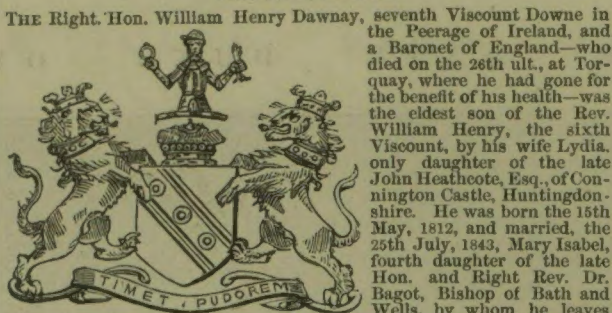 THE Right. Hon. William Henry Dawnay, seventh Viscount Downe in
the Peerage of Ireland, and
a Baronet of England—who
died on the 26th ult., at Tor-
quay, where he had gone for
the benefit of his health—was
the eldest son of the Rev.
William Henry, the sixth
Viscount, by his wife Lydia,
only daughter of the late
John Heathcote, Esq., of Con-
nington Castle, Huntingdon-
shire. He was born the 15th
May, 1812, and married, the
25th July, 1843, Mary Isabel,
fourth daughter of the late
Hon. and Right Rev. Dr.
Bagot, Bishop of Bath and
Wells, by whom he leaves
TIMET · PUDOREM